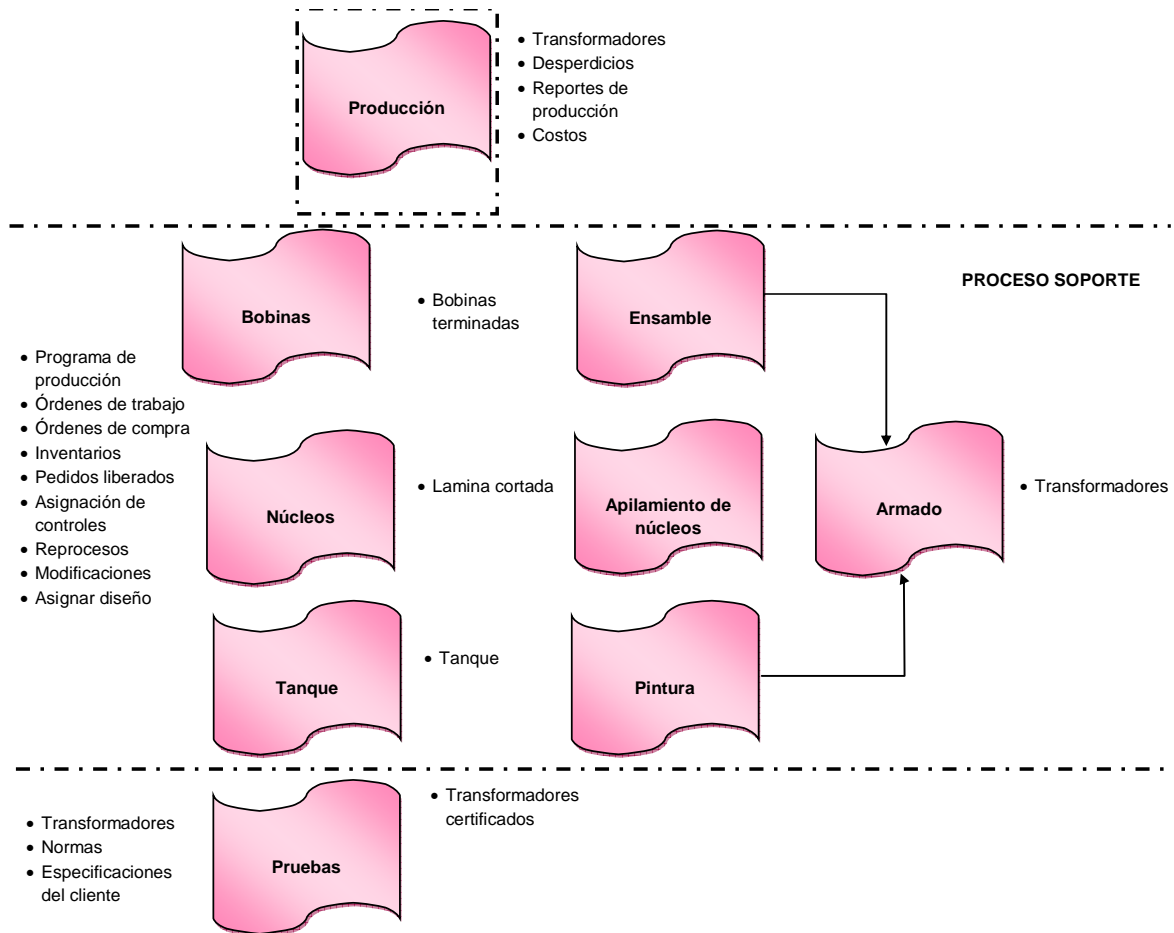 Producción
• Transformadores
• Desperdicios
• Reportes de
producción
• Costos
PROCESO SOPORTE
• Programa de
producción
• Órdenes de trabajo
• Órdenes de compra
• Inventarios
• Pedidos liberados
• Asignación de
controles
• Reprocesos
• Modificaciones
• Asignar diseño
Bobinas
• Bobinas
terminadas
Ensamble
Núcleos
• Lamina cortada
Apilamiento de
núcleos
Armado
• Transformadores
Tanque
• Tanque
Pintura
• Transformadores
• Normas
• Especificaciones
del cliente
Pruebas
• Transformadores
certificados